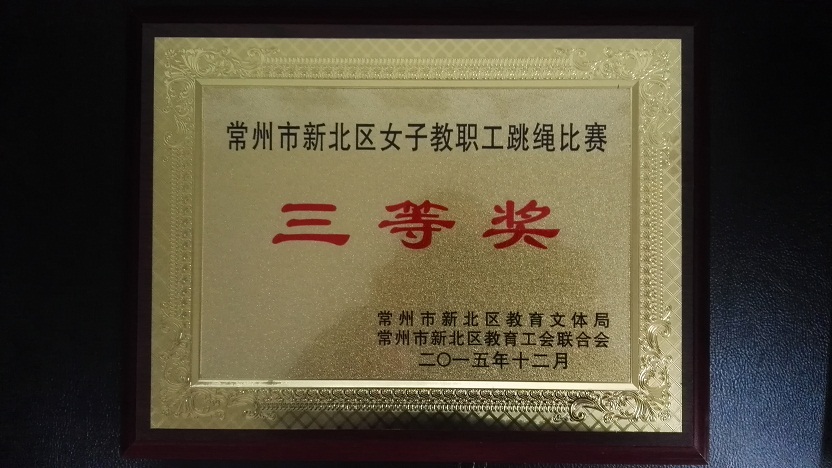 常州市新北区女子教职工跳绳比赛
三等奖
常州市新北区教育文体局
常州市新北区教育工会联合会
二〇一五年十二月